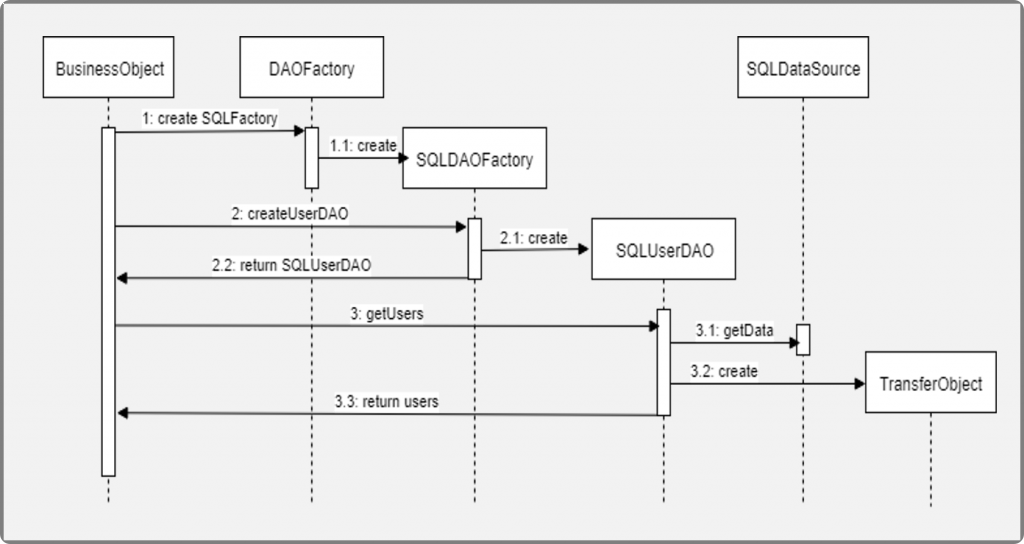 BusinessObject
DAOFactory
SQLDataSource
1: create SQLFactory
1.1: create
SQLDAOFactory
2: createUserDAO
2.1: create
SQLUserDAO
2.2: return SQLUserDAO
3: getUsers
3.1: getData
3.2: create
TransferObject
3.3: return users